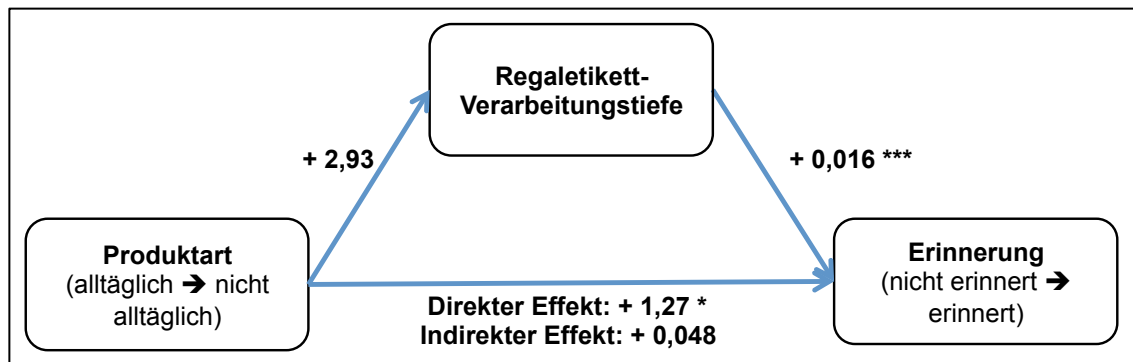 Regaletikett-
Verarbeitungstiefe
+ 2,93
+ 0,016 ***
Produktart
(alltäglich ➔ nicht
alltäglich)
Erinnerung
(nicht erinnert ➔
erinnert)
Direkter Effekt: + 1,27 *
Indirekter Effekt: + 0,048